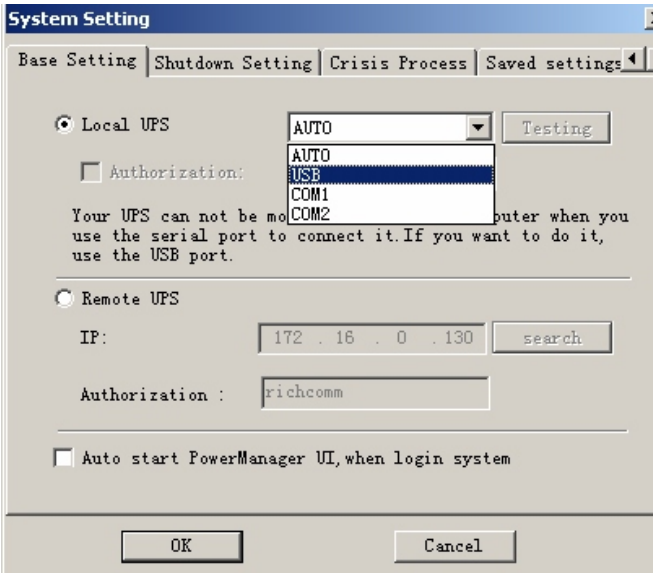 System Setting
Base Setting Shutdown Setting Crisis Process Saved settings
Local UPS AUTO Testing
AUTO
Authorization: USB
COM1
COM2
Your UPS can not be mo puter when you
use the serial port to connect it.If you want to do it,
use the USB port.
Remote UPS
IP: 172 . 16 . 0 . 130 search
Authorization : richcomm
Auto start PowerManager UI,when login system
OK Cancel